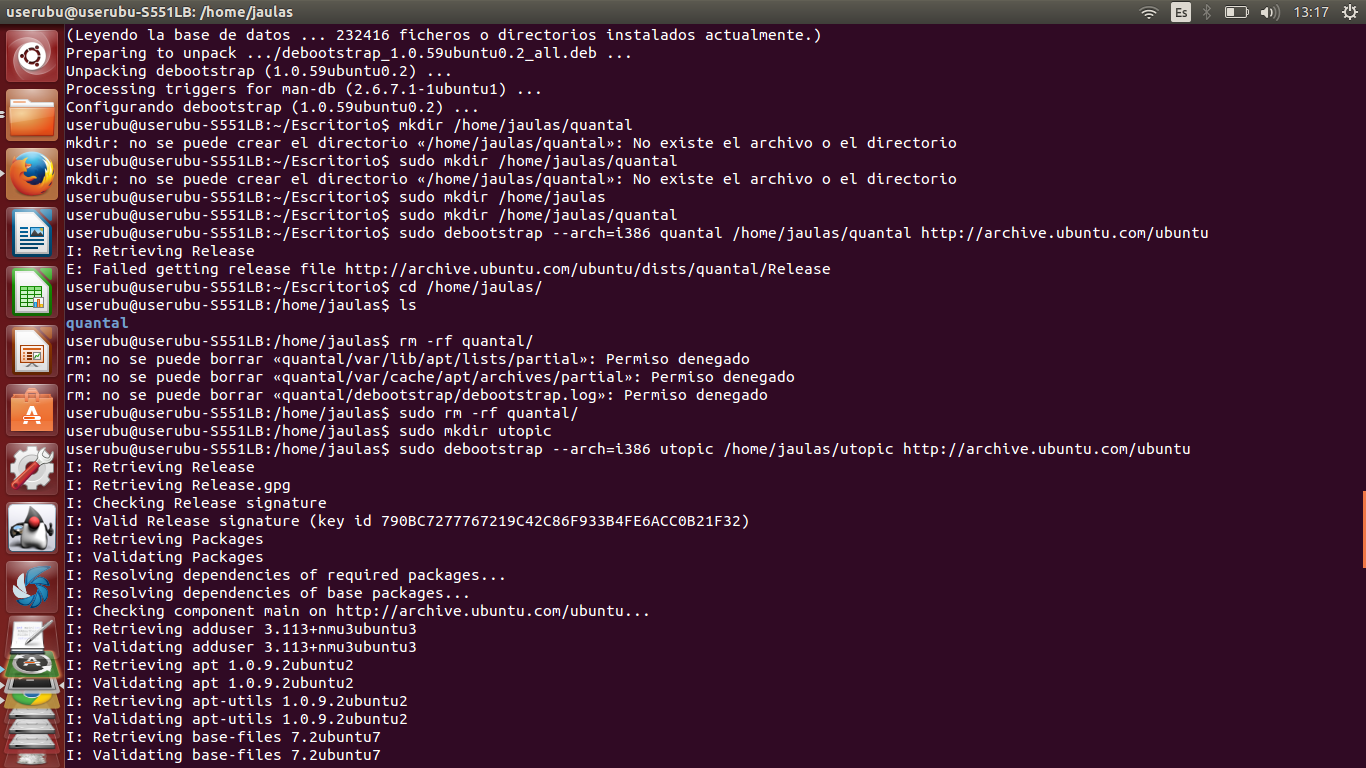 userubu@userubu-S551LB: /home/jaulas
Es
13:17
(Leyendo la base de datos ... 232416 ficheros o directorios instalados actualmente.)
Preparing to unpack .../debootstrap_1.0.59ubuntu0.2_all.deb ...
Unpacking debootstrap (1.0.59ubuntu0.2) ...
Processing triggers for man-db (2.6.7.1-1ubuntu1) ...
Configurando debootstrap (1.0.59ubuntu0.2) ...
userubu@userubu-S551LB:~/Escritorio$ mkdir /home/jaulas/quantal
mkdir: no se puede crear el directorio «/home/jaulas/quantal»: No existe el archivo o el directorio
userubu@userubu-S551LB:~/Escritorio$ sudo mkdir /home/jaulas/quantal
mkdir: no se puede crear el directorio «/home/jaulas/quantal»: No existe el archivo o el directorio
userubu@userubu-S551LB:~/Escritorio$ sudo mkdir /home/jaulas
userubu@userubu-S551LB:~/Escritorio$ sudo mkdir /home/jaulas/quantal
userubu@userubu-S551LB:~/Escritorio$ sudo debootstrap --arch=i386 quantal /home/jaulas/quantal http://archive.ubuntu.com/ubuntu
I: Retrieving Release
E: Failed getting release file http://archive.ubuntu.com/ubuntu/dists/quantal/Release
userubu@userubu-S551LB:~/Escritorio$ cd /home/jaulas/
userubu@userubu-S551LB:/home/jaulas$ ls
quantal
userubu@userubu-S551LB:/home/jaulas$ rm -rf quantal/
rm: no se puede borrar «quantal/var/lib/apt/lists/partial»: Permiso denegado
rm: no se puede borrar «quantal/var/cache/apt/archives/partial»: Permiso denegado
rm: no se puede borrar «quantal/debootstrap/debootstrap.log»: Permiso denegado
userubu@userubu-S551LB:/home/jaulas$ sudo rm -rf quantal/
userubu@userubu-S551LB:/home/jaulas$ sudo mkdir utopic
userubu@userubu-S551LB:/home/jaulas$ sudo debootstrap --arch=i386 utopic /home/jaulas/utopic http://archive.ubuntu.com/ubuntu
I: Retrieving Release
I: Retrieving Release.gpg
I: Checking Release signature
I: Valid Release signature (key id 790BC7277767219C42C86F933B4FE6ACC0B21F32)
I: Retrieving Packages
I: Validating Packages
I: Resolving dependencies of required packages...
I: Resolving dependencies of base packages...
I: Checking component main on http://archive.ubuntu.com/ubuntu...
I: Retrieving adduser 3.113+nmu3ubuntu3
I: Validating adduser 3.113+nmu3ubuntu3
I: Retrieving apt 1.0.9.2ubuntu2
I: Validating apt 1.0.9.2ubuntu2
I: Retrieving apt-utils 1.0.9.2ubuntu2
I: Validating apt-utils 1.0.9.2ubuntu2
I: Retrieving base-files 7.2ubuntu7
I: Validating base-files 7.2ubuntu7